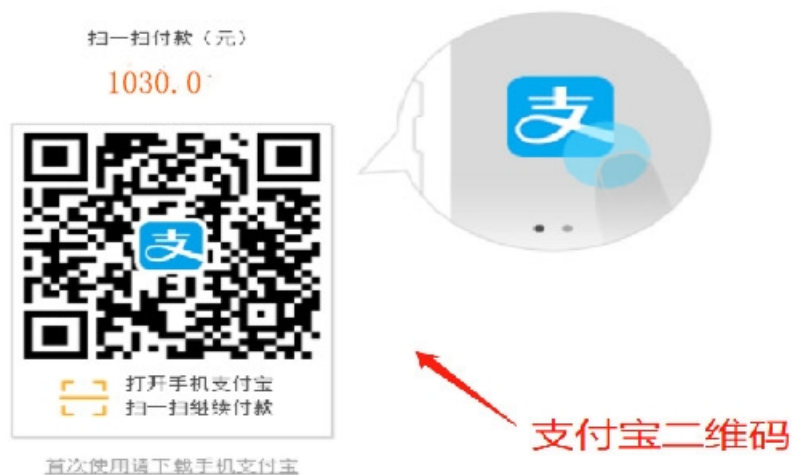 扫一扫付款（元）
1030.0
支
支
打开手机支付宝
扫一扫继续付款
首次使用请下载手机支付宝
支付宝二维码